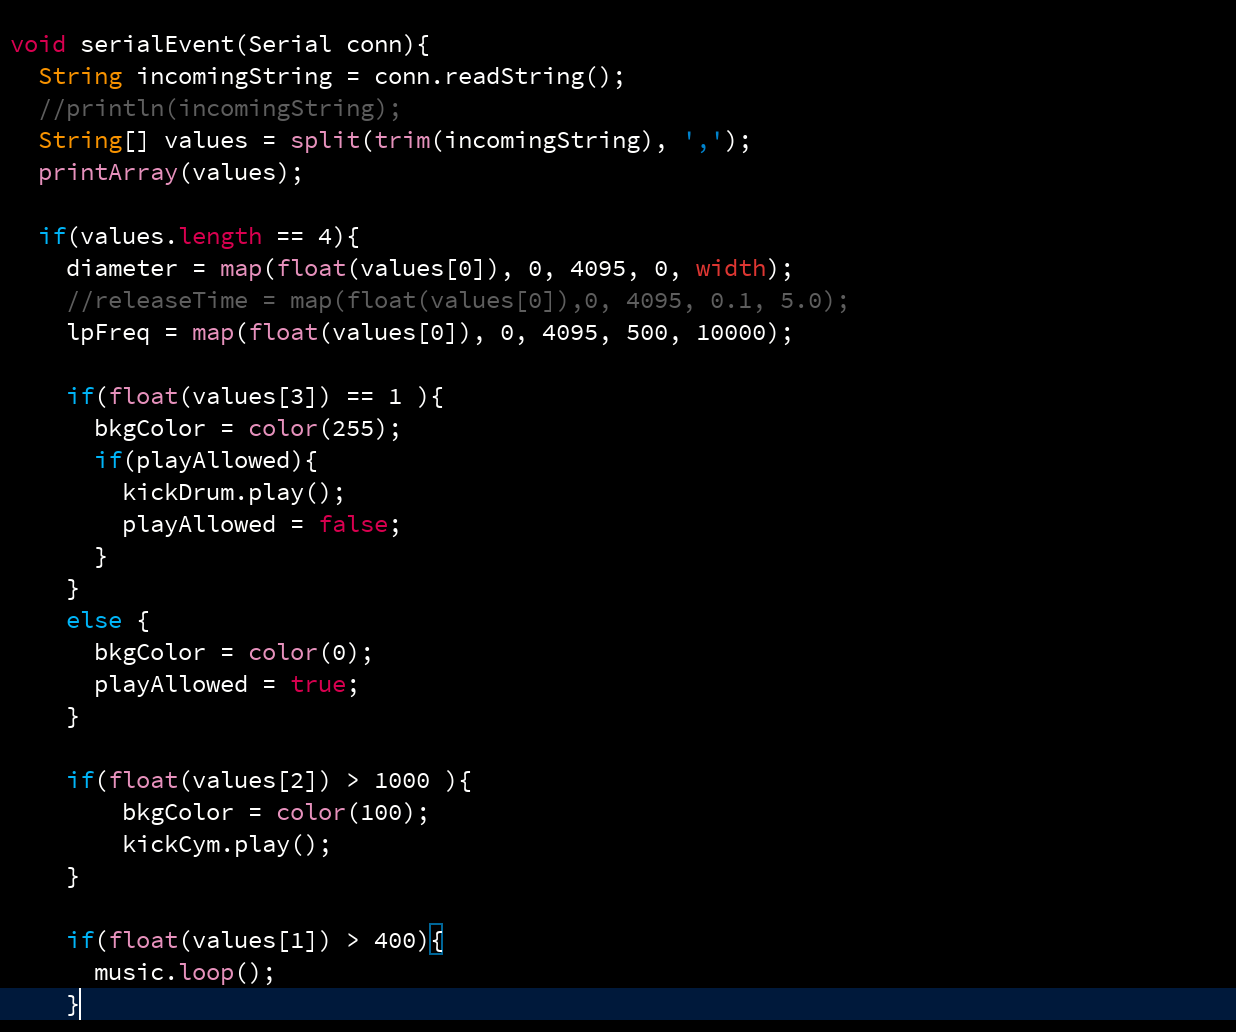 void serialEvent(Serial conn){
  String incomingString = conn.readString();
  //println(incomingString);
  String[] values = split(trim(incomingString), ',');
  printArray(values);

  if(values.length == 4){
    diameter = map(float(values[0]), 0, 4095, 0, width);
    //releaseTime = map(float(values[0]),0, 4095, 0.1, 5.0);
    lpFreq = map(float(values[0]), 0, 4095, 500, 10000);

    if(float(values[3]) == 1 ){
      bkgColor = color(255);
      if(playAllowed){
        kickDrum.play();
        playAllowed = false;
      }
    }
    else {
      bkgColor = color(0);
      playAllowed = true;
    }

    if(float(values[2]) > 1000 ){
        bkgColor = color(100);
        kickCym.play();
    }

    if(float(values[1]) > 400){
      music.loop();
    }